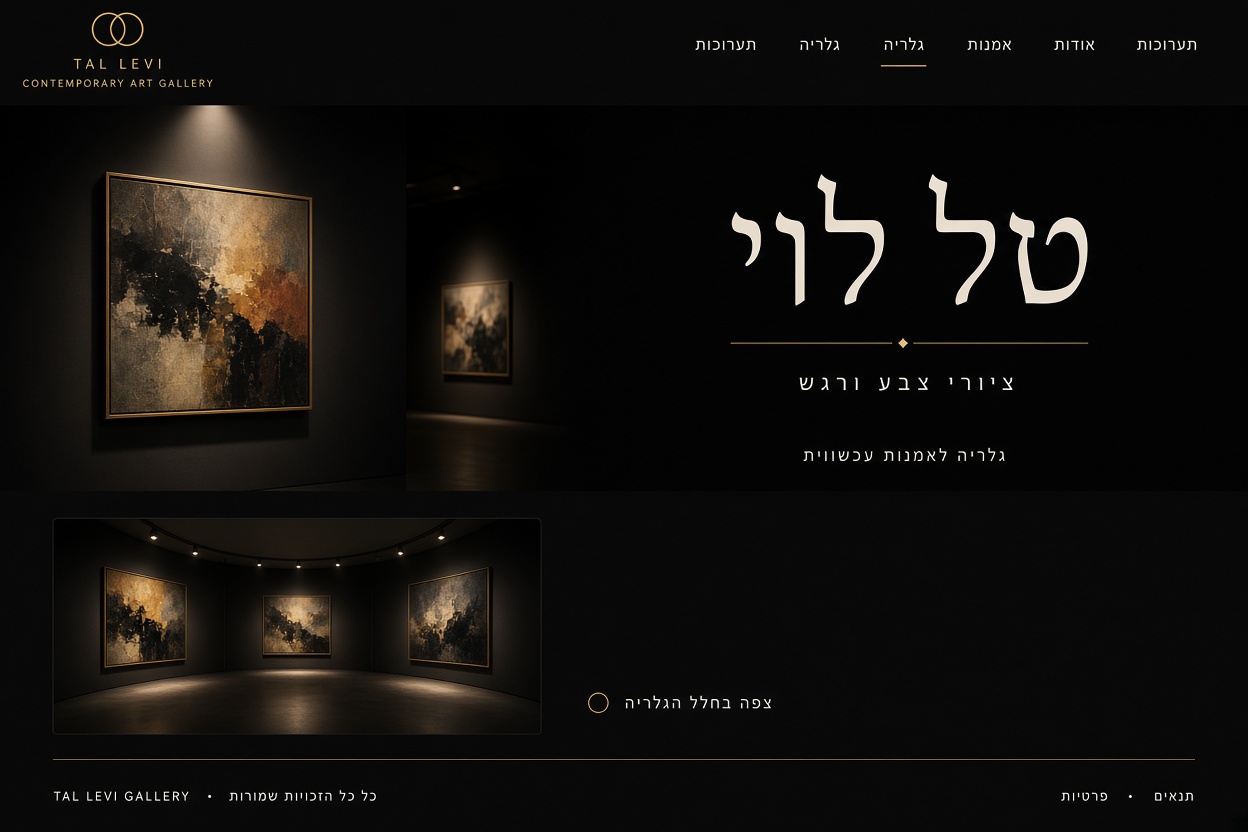 TAL LEVI
CONTEMPORARY ART GALLERY
תערוכות אודות אמנות גלריה גלריה תערוכות
טל לוי
ציורי צבע ורגש
גלריה לאמנות עכשווית
צפה בחלל הגלריה
תנאים • פרטיות
TAL LEVI GALLERY • כל כל הזכויות שמורות